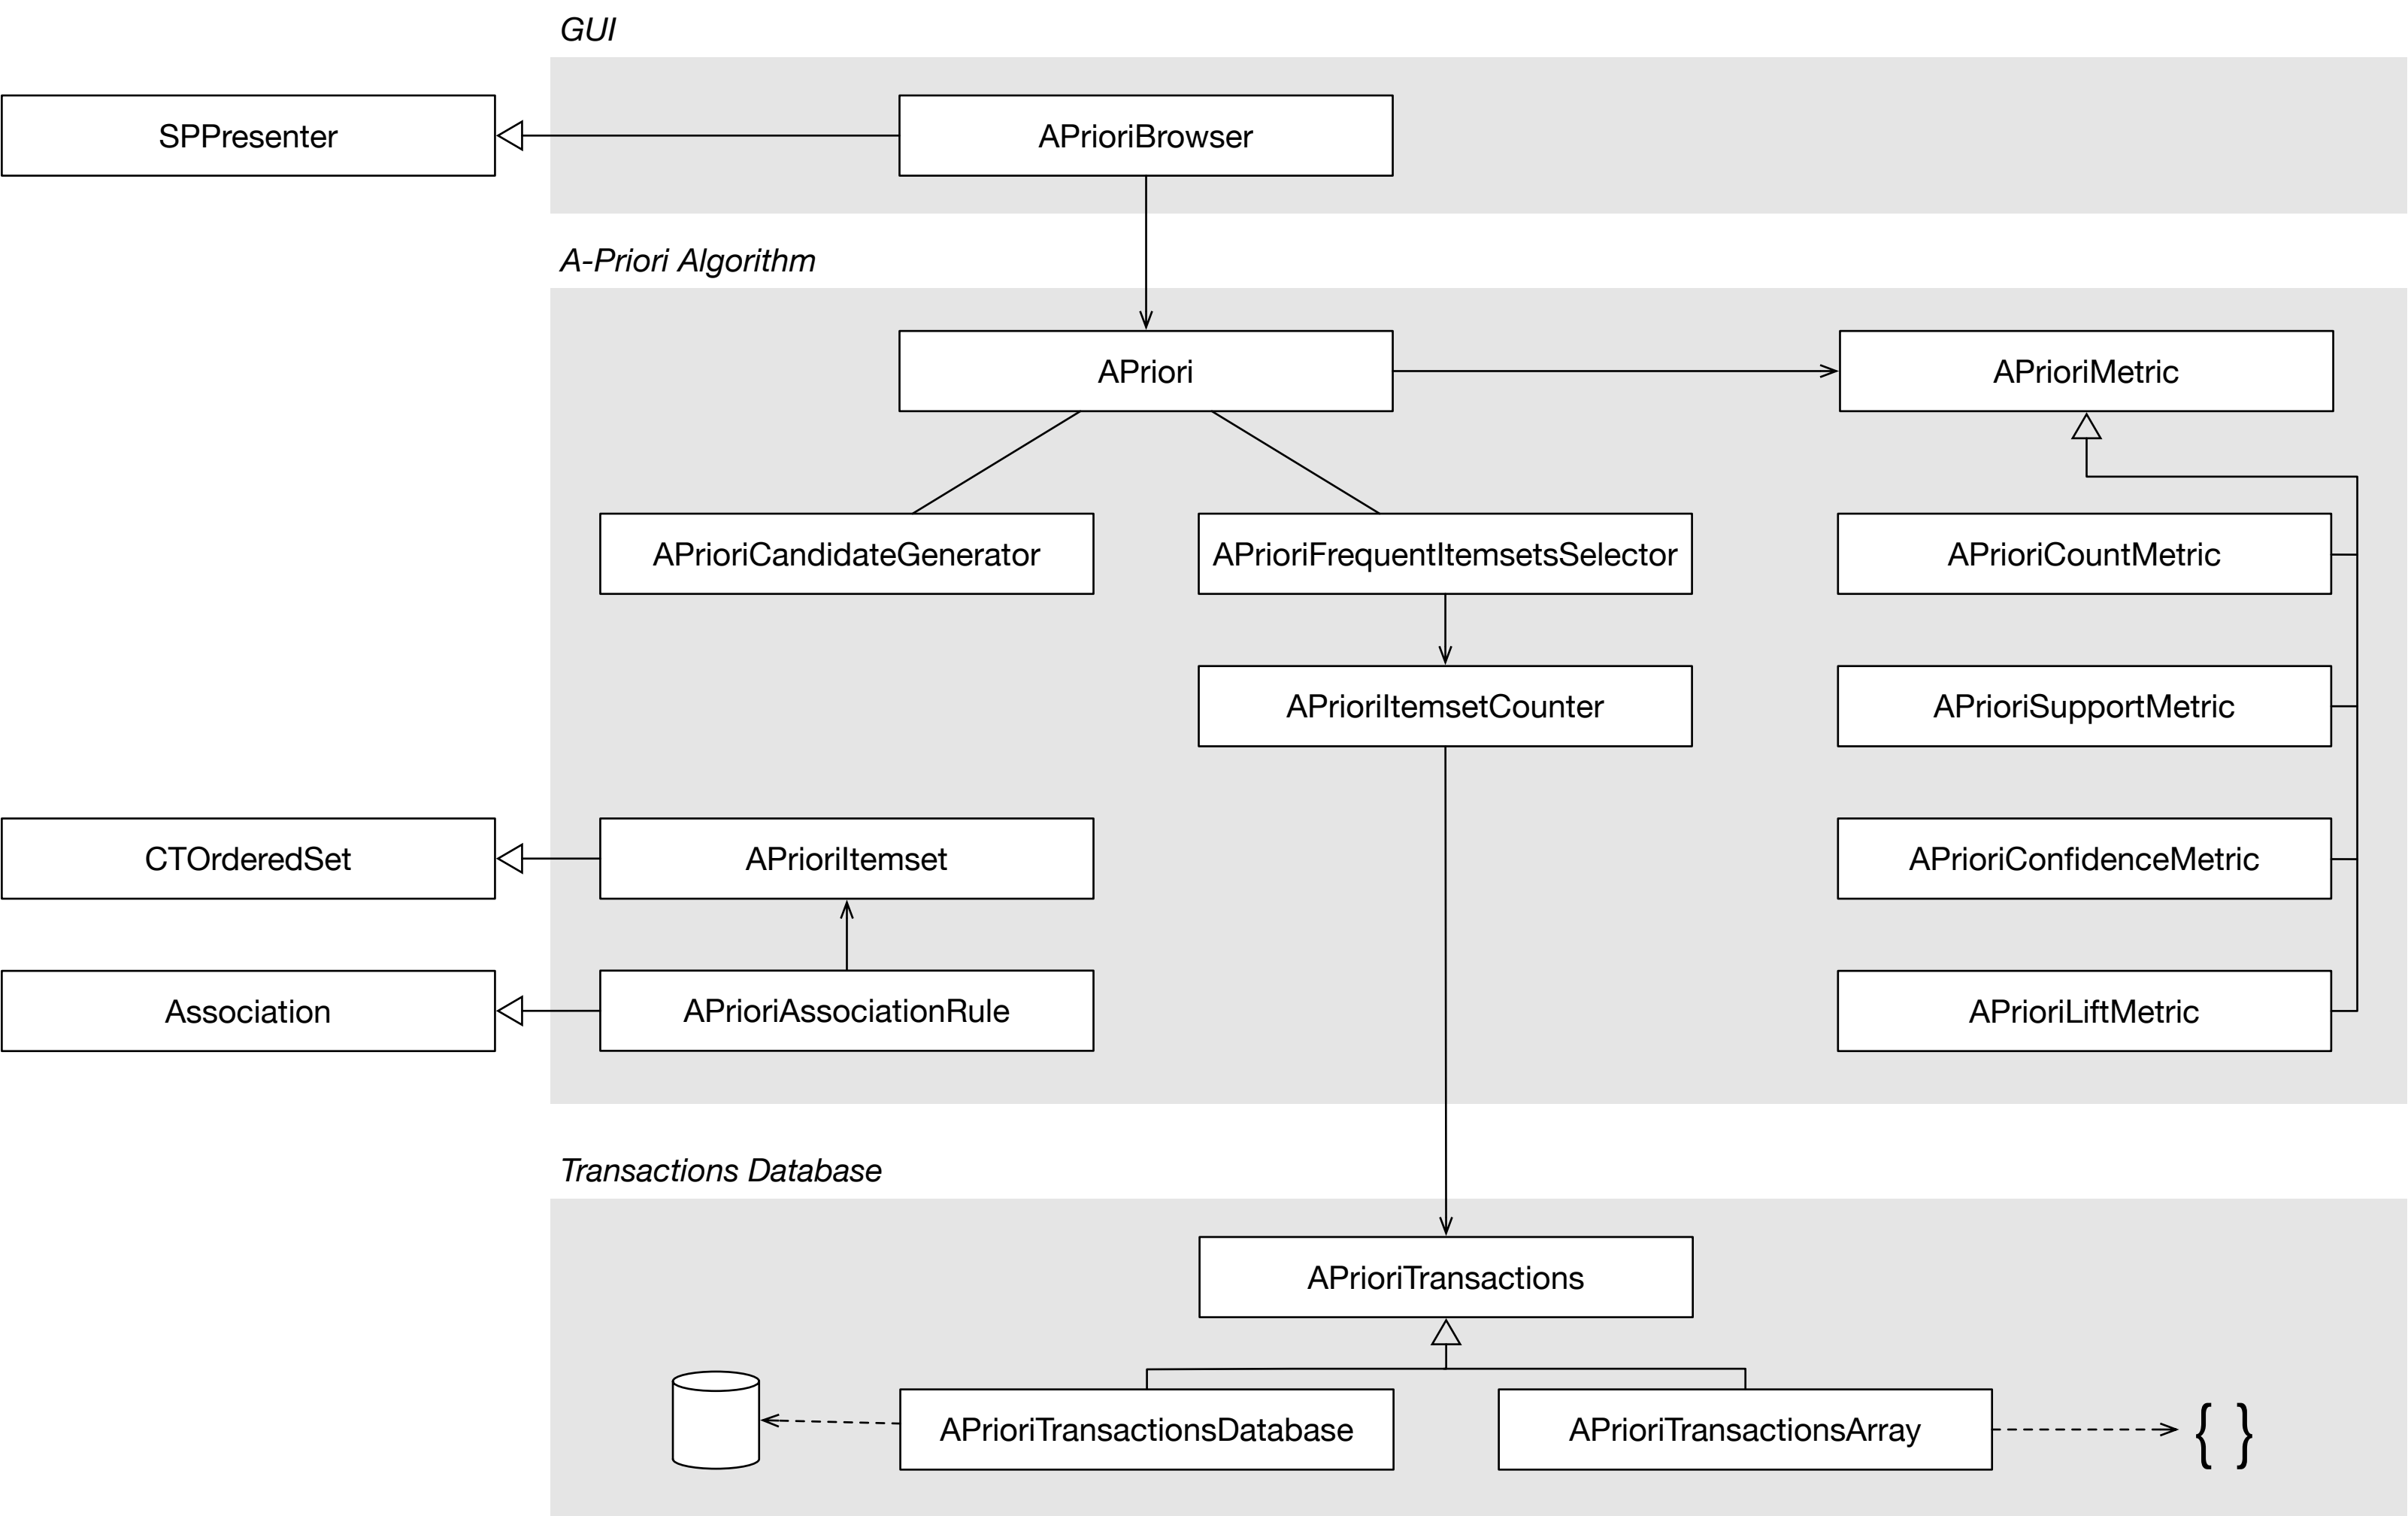 GUI
SPPresenter
APrioriBrowser
A-Priori Algorithm
APriori
APrioriMetric
APrioriCandidateGenerator
APrioriFrequentItemsetsSelector
APrioriCountMetric
APrioriItemsetCounter
APrioriSupportMetric
CTOrderedSet
APrioriItemset
APrioriConfidenceMetric
Association
APrioriAssociationRule
APrioriLiftMetric
Transactions Database
APrioriTransactions
APrioriTransactionsDatabase
APrioriTransactionsArray
{ }